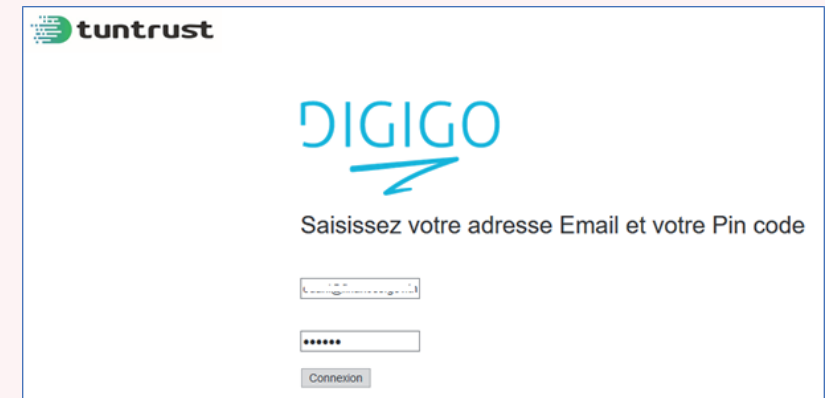 tuntrust
DIGIGO
Saisissez votre adresse Email et votre Pin code
••••••
Connexion